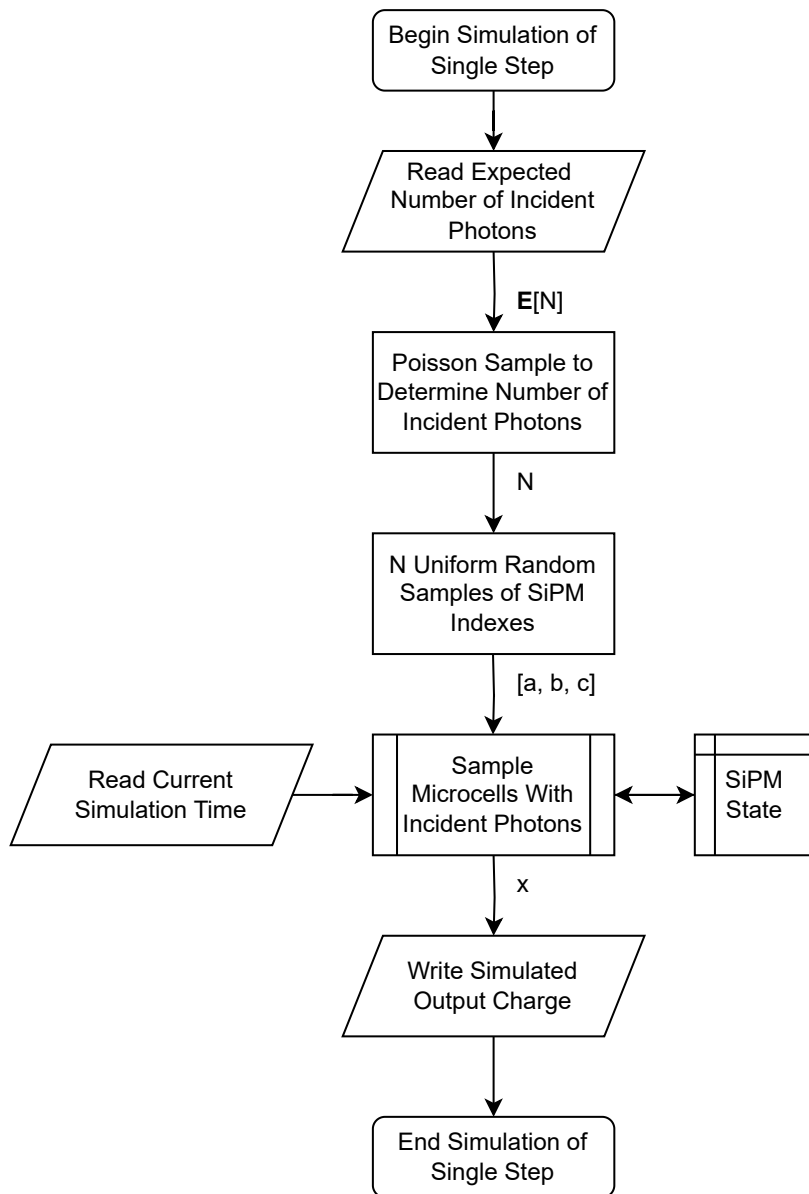 Begin Simulation of
Single Step
Read Expected
Number of Incident
Photons
E[N]
Poisson Sample to
Determine Number of
Incident Photons
N
N Uniform Random
Samples of SiPM
Indexes
[a, b, c]
Read Current
Simulation Time
Sample
Microcells With
Incident Photons
SiPM
State
x
Write Simulated
Output Charge
End Simulation of
Single Step